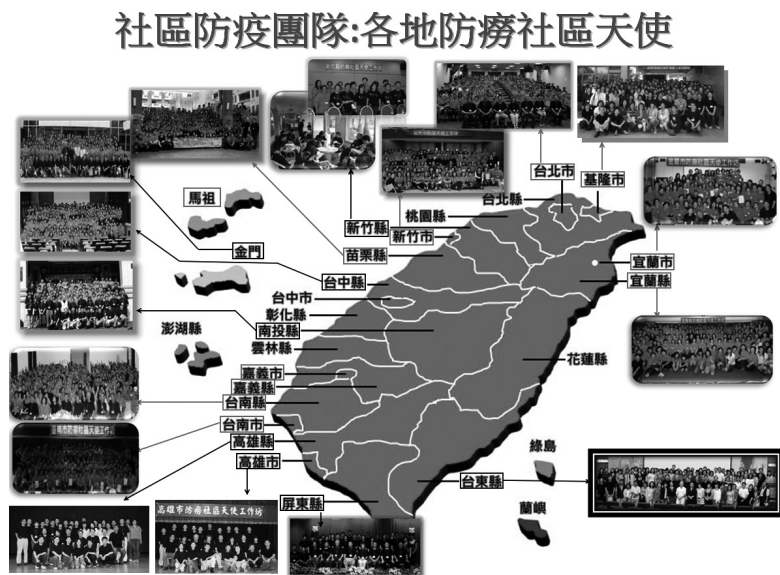 社區防疫團隊:各地防癆社區天使
台北市
基隆市
台北縣
馬祖
桃園縣
新竹縣
新竹市
金門
苗栗縣
宜蘭市
台中縣
宜蘭縣
台中市
彰化縣
澎湖縣
南投縣
雲林縣
花蓮縣
嘉義市
嘉義縣
台南縣
台南市
高雄縣
綠島
高雄市
台東縣
屏東縣
蘭嶼
高雄市防癆社區天使工作坊